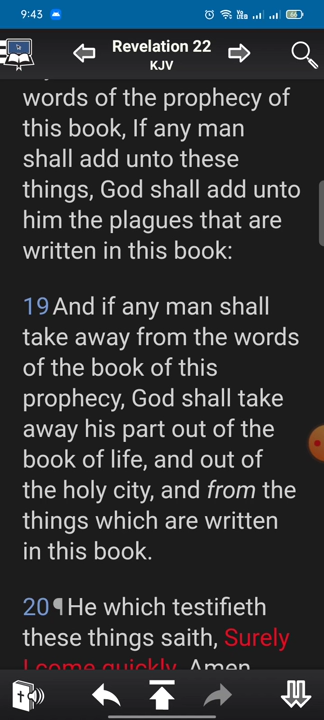 9:43
66
Revelation 22
KJV
words of the prophecy of
this book, If any man
shall add unto these
things, God shall add unto
him the plagues that are
written in this book:
19 And if any man shall
take away from the words
of the book of this
prophecy, God shall take
away his part out of the
book of life, and out of
the holy city, and from the
things which are written
in this book.
20 ¶ He which testifieth
these things saith, Surely
I come quickly. Amen